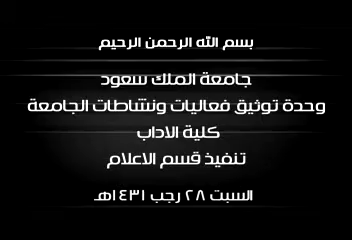 بسم الله الرحمن الرحيم
جامعة الملك سعود
وحدة توثيق فعاليات ونشاطات الجامعة
كلية الاداب
تنفيذ قسم الاعلام
السبت ٢٨ رجب ١٤٣١هـ